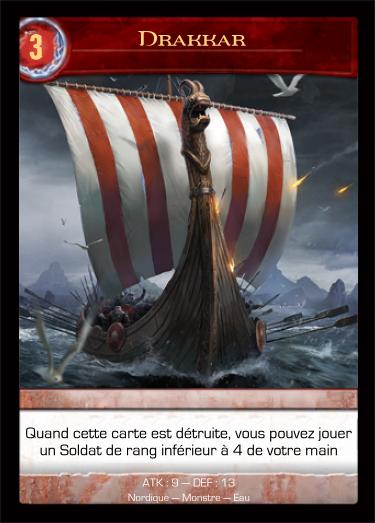 3
Drakkar
Quand cette carte est détruite, vous pouvez jouer
un Soldat de rang inférieur à 4 de votre main
ATK : 9 — DEF : 13
Nordique — Monstre — Eau